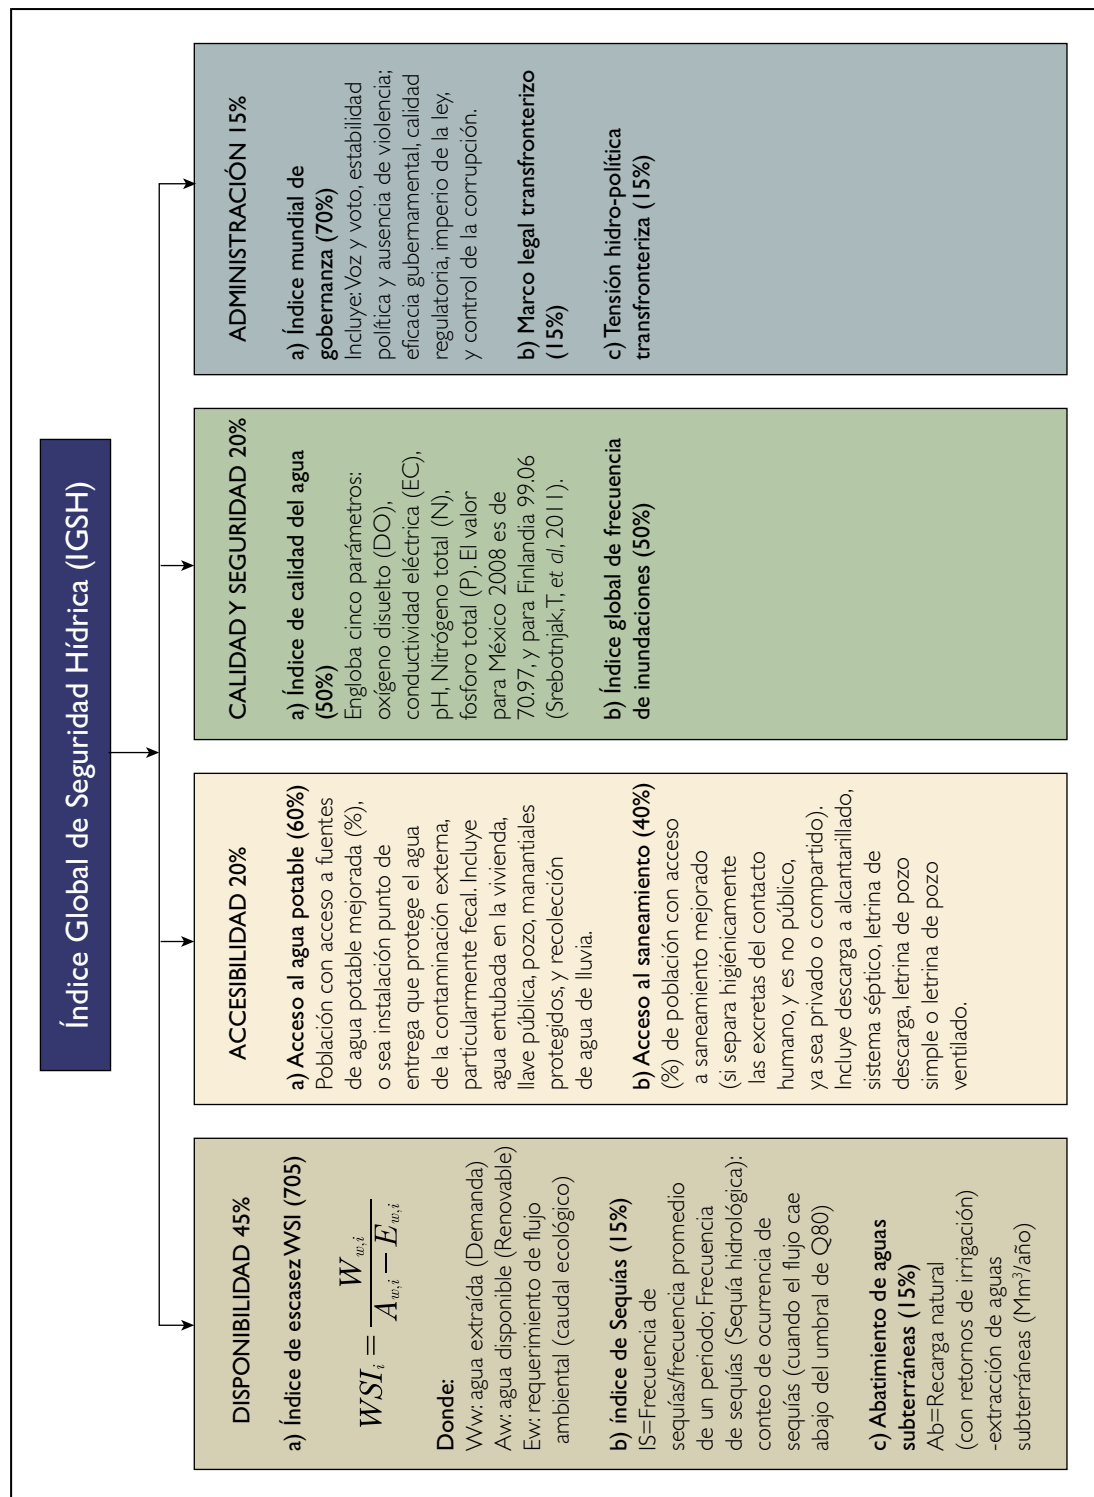 Índice Global de Seguridad Hídrica (IGSH)
DISPONIBILIDAD 45%
a) Índice de escasez WSI (705)
WSI_i = W_{w,i} / (A_{w,i} − E_{w,i})
Donde:
Ww: agua extraída (Demanda)
Aw: agua disponible (Renovable)
Ew: requerimiento de flujo
ambiental (caudal ecológico)
b) índice de Sequías (15%)
IS=Frecuencia de
sequías/frecuencia promedio
de un periodo; Frecuencia
de sequías (Sequía hidrológica):
conteo de ocurrencia de
sequías (cuando el flujo cae
abajo del umbral de Q80)
c) Abatimiento de aguas
subterráneas (15%)
Ab=Recarga natural
(con retornos de irrigación)
-extracción de aguas
subterráneas (Mm³/año)
ACCESIBILIDAD 20%
a) Acceso al agua potable (60%)
Población con acceso a fuentes
de agua potable mejorada (%),
o sea instalación punto de
entrega que protege el agua
de la contaminación externa,
particularmente fecal. Incluye
agua entubada en la vivienda,
llave pública, pozo, manantiales
protegidos, y recolección
de agua de lluvia.
b) Acceso al saneamiento (40%)
(%) de población con acceso
a saneamiento mejorado
(si separa higiénicamente
las excretas del contacto
humano, y es no público,
ya sea privado o compartido).
Incluye descarga a alcantarillado,
sistema séptico, letrina de
descarga, letrina de pozo
simple o letrina de pozo
ventilado.
CALIDAD Y SEGURIDAD 20%
a) Índice de calidad del agua
(50%)
Engloba cinco parámetros:
oxígeno disuelto (DO),
conductividad eléctrica (EC),
pH, Nitrógeno total (N),
fosforo total (P). El valor
para México 2008 es de
70.97, y para Finlandia 99.06
(Srebotnjak, T, et al, 2011).
b) Índice global de frecuencia
de inundaciones (50%)
ADMINISTRACIÓN 15%
a) Índice mundial de
gobernanza (70%)
Incluye: Voz y voto, estabilidad
política y ausencia de violencia;
eficacia gubernamental, calidad
regulatoria, imperio de la ley,
y control de la corrupción.
b) Marco legal transfronterizo
(15%)
c) Tensión hidro-política
transfronteriza (15%)